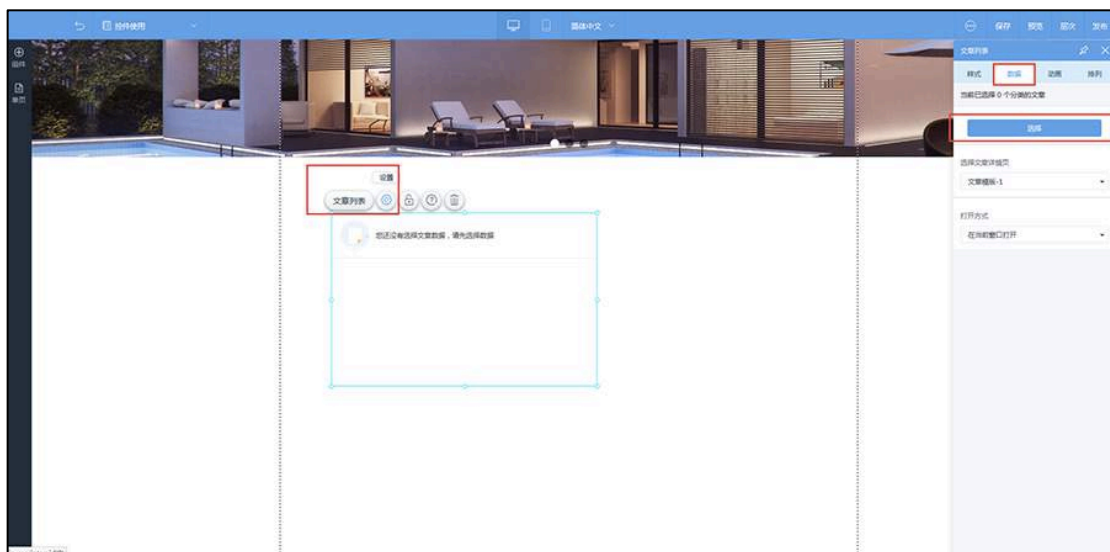 控件使用
简体中文
保存 预览 层次 发布
组件
单页
文章列表
样式 数据 动画 排列
当前已选择 0 个分类的文章
选择
选择文章详情页
文章模板-1
打开方式
在当前窗口打开
设置
文章列表
您还没有选择文章数据，请先选择数据